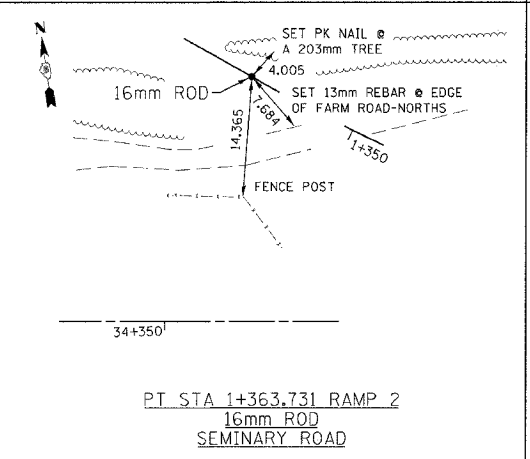 N
SET PK NAIL @
A 203mm TREE
4.005
16mm ROD
SET 13mm REBAR @ EDGE
OF FARM ROAD-NORTHS
7.684
14.365
1+350
FENCE POST
34+350
PT STA 1+363.731 RAMP 2
16mm ROD
SEMINARY ROAD